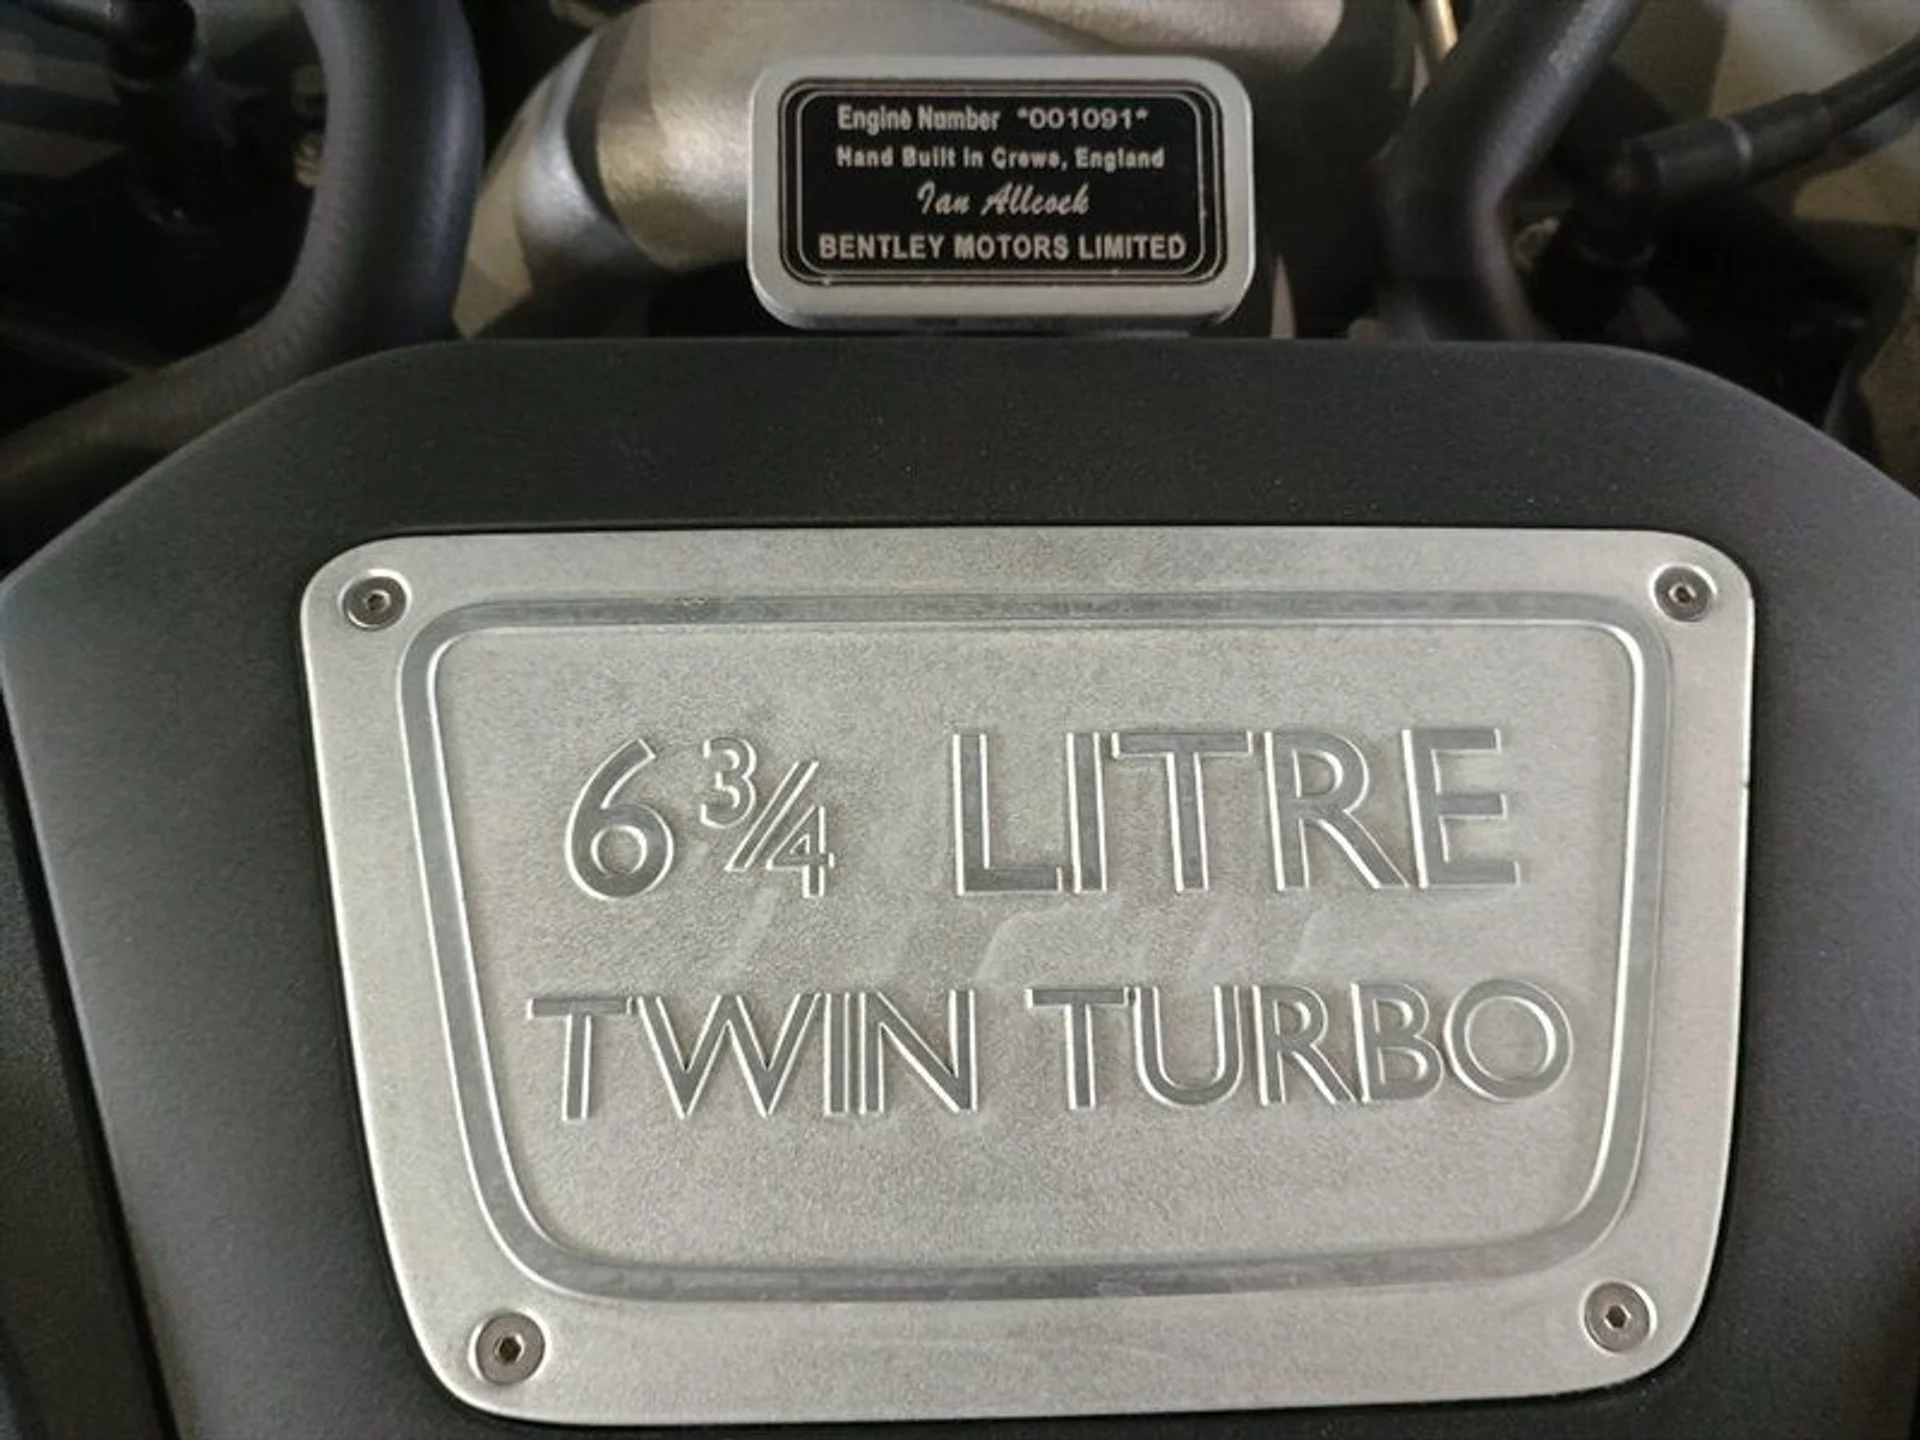 Engine Number *001091*
Hand Built in Crewe, England
Ian Allcock
BENTLEY MOTORS LIMITED
6¾ LITRE
TWIN TURBO